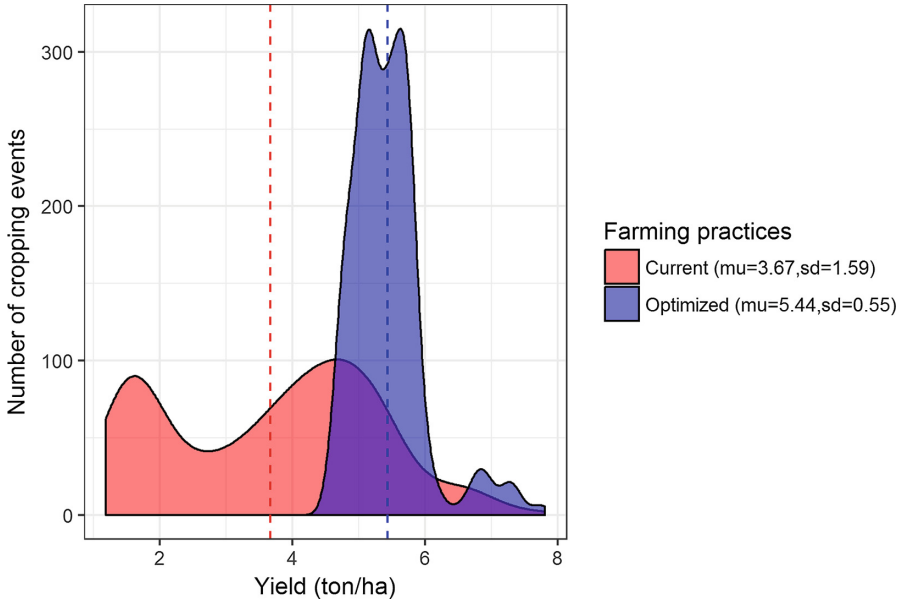 Number of cropping events
300
200
100
0
2
4
6
8
Yield (ton/ha)
Farming practices
Current (mu=3.67,sd=1.59)
Optimized (mu=5.44,sd=0.55)